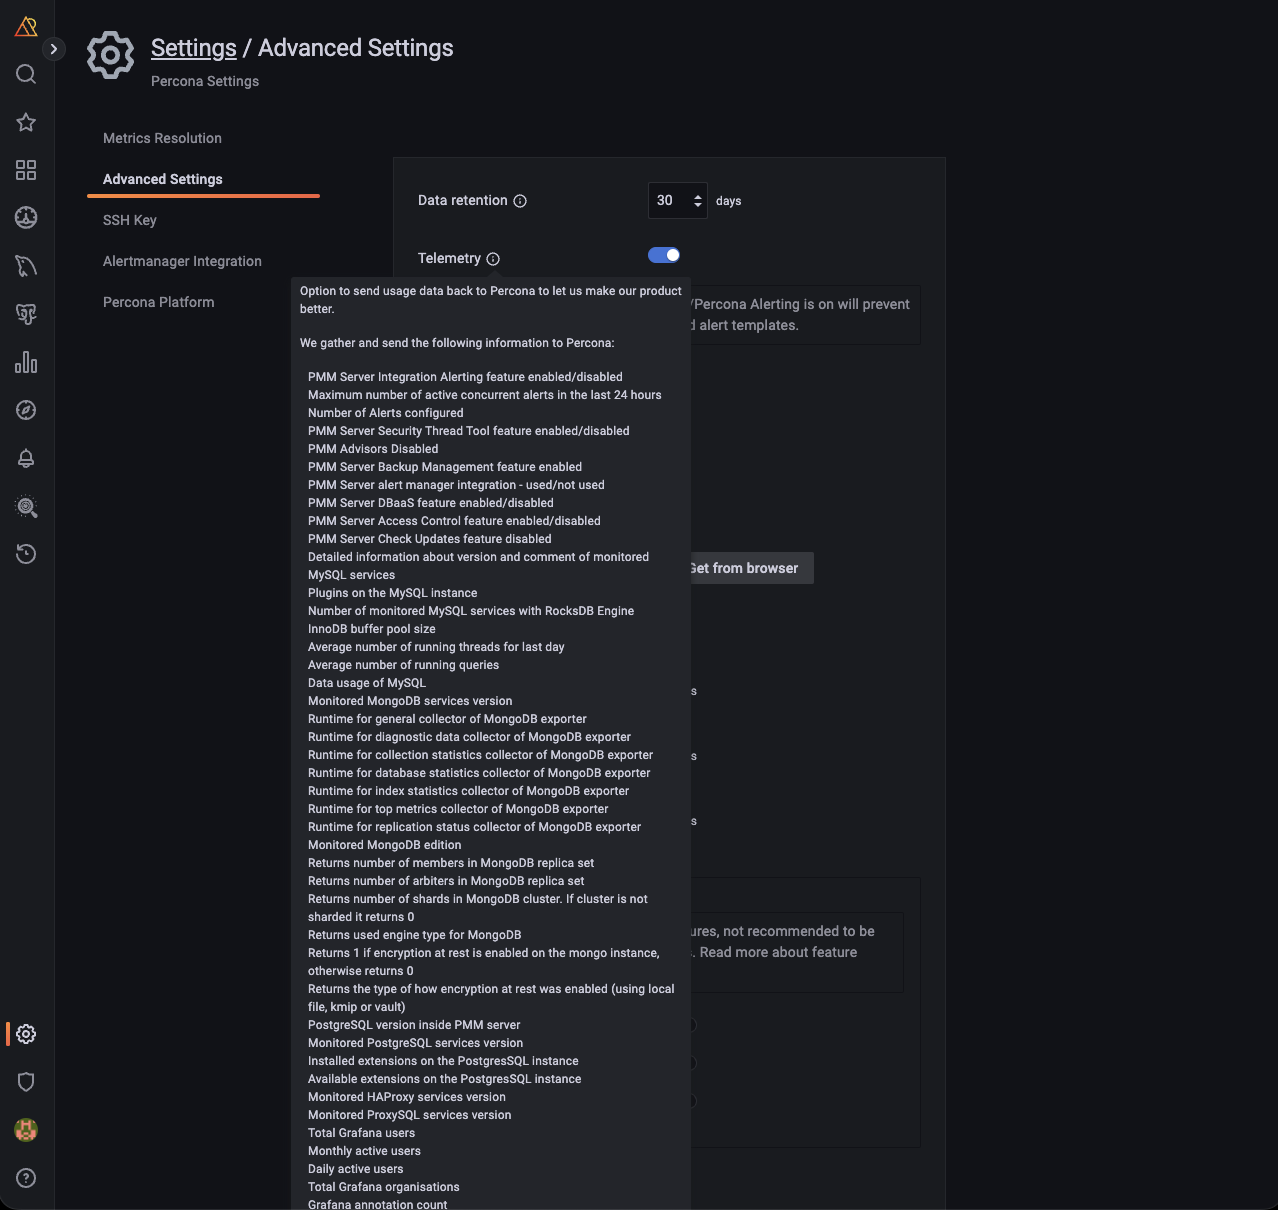 Settings / Advanced Settings
Percona Settings
Metrics Resolution
Advanced Settings
SSH Key
Alertmanager Integration
Percona Platform
Data retention
30
days
Telemetry
/Percona Alerting is on will prevent
d alert templates.
Get from browser
s
s
s
ures, not recommended to be
s. Read more about feature
Option to send usage data back to Percona to let us make our product
better.
We gather and send the following information to Percona:
PMM Server Integration Alerting feature enabled/disabled
Maximum number of active concurrent alerts in the last 24 hours
Number of Alerts configured
PMM Server Security Thread Tool feature enabled/disabled
PMM Advisors Disabled
PMM Server Backup Management feature enabled
PMM Server alert manager integration - used/not used
PMM Server DBaaS feature enabled/disabled
PMM Server Access Control feature enabled/disabled
PMM Server Check Updates feature disabled
Detailed information about version and comment of monitored
MySQL services
Plugins on the MySQL instance
Number of monitored MySQL services with RocksDB Engine
InnoDB buffer pool size
Average number of running threads for last day
Average number of running queries
Data usage of MySQL
Monitored MongoDB services version
Runtime for general collector of MongoDB exporter
Runtime for diagnostic data collector of MongoDB exporter
Runtime for collection statistics collector of MongoDB exporter
Runtime for database statistics collector of MongoDB exporter
Runtime for index statistics collector of MongoDB exporter
Runtime for top metrics collector of MongoDB exporter
Runtime for replication status collector of MongoDB exporter
Monitored MongoDB edition
Returns number of members in MongoDB replica set
Returns number of arbiters in MongoDB replica set
Returns number of shards in MongoDB cluster. If cluster is not
sharded it returns 0
Returns used engine type for MongoDB
Returns 1 if encryption at rest is enabled on the mongo instance,
otherwise returns 0
Returns the type of how encryption at rest was enabled (using local
file, kmip or vault)
PostgreSQL version inside PMM server
Monitored PostgreSQL services version
Installed extensions on the PostgresSQL instance
Available extensions on the PostgresSQL instance
Monitored HAProxy services version
Monitored ProxySQL services version
Total Grafana users
Monthly active users
Daily active users
Total Grafana organisations
Grafana annotation count